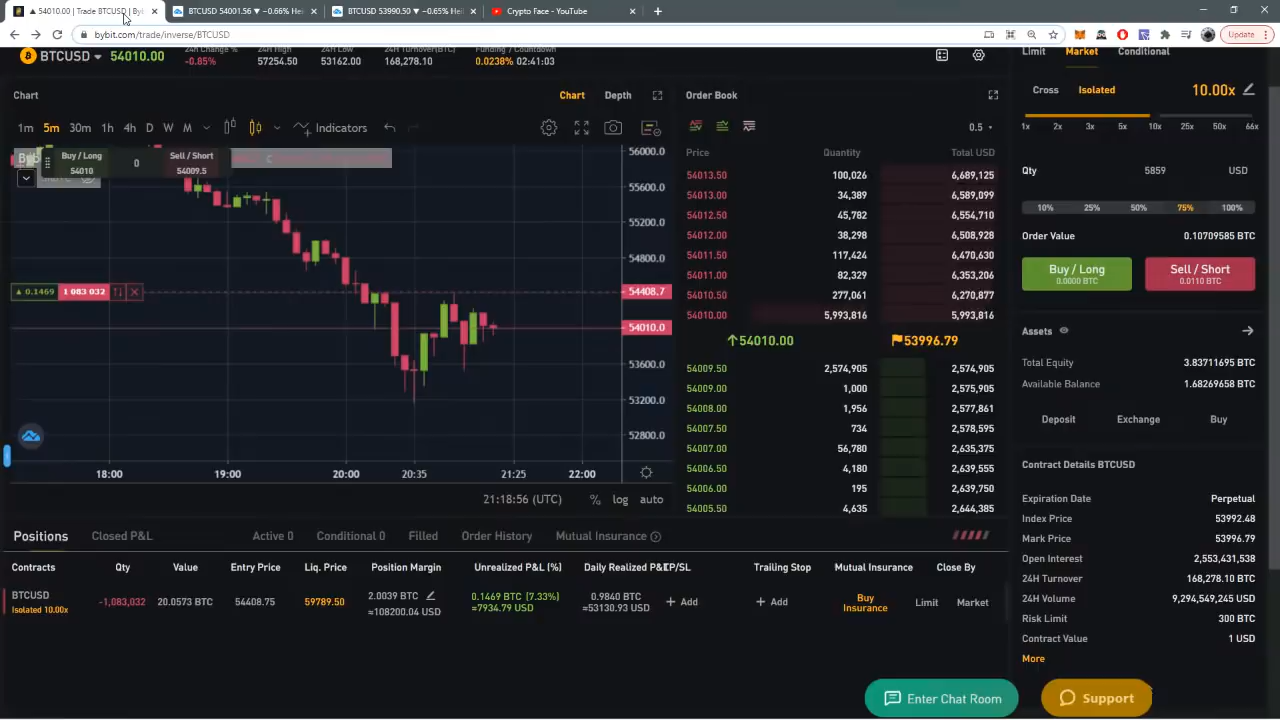 54010.00 | Trade BTCUSD | Byl
BTCUSD 54001.56 ▼ −0.66% Hei
BTCUSD 53990.50 ▼ −0.65% Hei
Crypto Face - YouTube
bybit.com/trade/inverse/BTCUSD
Update
BTCUSD 54010.00
24H Change %
-0.85%
24H High
57254.50
24H Low
53162.00
24H Turnover(BTC)
168,278.10
Funding / Countdown
0.0238% 02:41:03
Limit Market Conditional
Chart
Chart Depth
1m 5m 30m 1h 4h D W M
Indicators
Buy / Long
54010
0
Sell / Short
54009.5
56000.0
55600.0
55200.0
54800.0
54408.7
54010.0
53600.0
53200.0
52800.0
0.1469 1 083 032
18:00 19:00 20:00 20:35 21:25 22:00
21:18:56 (UTC) % log auto
Order Book
0.5
Price Quantity Total USD
54013.50 100,026 6,689,125
54013.00 34,389 6,589,099
54012.50 45,782 6,554,710
54012.00 38,298 6,508,928
54011.50 117,424 6,470,630
54011.00 82,329 6,353,206
54010.50 277,061 6,270,877
54010.00 5,993,816 5,993,816
54010.00 53996.79
54009.50 2,574,905 2,574,905
54009.00 1,000 2,575,905
54008.00 1,956 2,577,861
54007.50 734 2,578,595
54007.00 56,780 2,635,375
54006.50 4,180 2,639,555
54006.00 195 2,639,750
54005.50 4,635 2,644,385
Cross Isolated 10.00x
1x 2x 3x 5x 10x 25x 50x 66x
Qty 5859 USD
10% 25% 50% 75% 100%
Order Value 0.10709585 BTC
Buy / Long
0.0000 BTC
Sell / Short
0.0110 BTC
Assets
Total Equity 3.83711695 BTC
Available Balance 1.68269658 BTC
Deposit Exchange Buy
Contract Details BTCUSD
Expiration Date Perpetual
Index Price 53992.48
Mark Price 53996.79
Open Interest 2,553,431,538
24H Turnover 168,278.10 BTC
24H Volume 9,294,549,245 USD
Risk Limit 300 BTC
Contract Value 1 USD
More
Positions Closed P&L Active 0 Conditional 0 Filled Order History Mutual Insurance
Contracts Qty Value Entry Price Liq. Price Position Margin Unrealized P&L (%) Daily Realized P&L TP/SL Trailing Stop Mutual Insurance Close By
BTCUSD
Isolated 10.00x
-1,083,032 20.0573 BTC 54408.75 59789.50
2.0039 BTC
≈108200.04 USD
0.1469 BTC (7.33%)
≈7934.79 USD
0.9840 BTC
≈53130.93 USD
+ Add
+ Add
Buy
Insurance
Limit Market
Enter Chat Room
Support